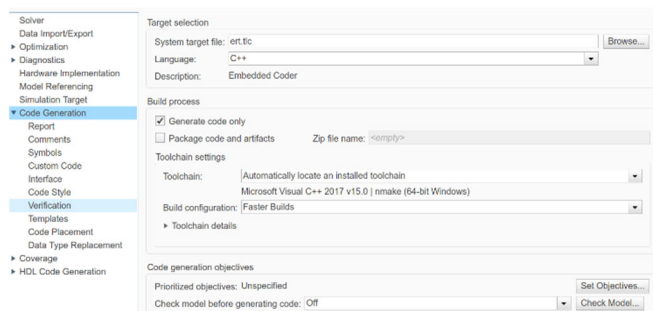 Solver
Data Import/Export
Optimization
Diagnostics
Hardware Implementation
Model Referencing
Simulation Target
Code Generation
Report
Comments
Symbols
Custom Code
Interface
Code Style
Verification
Templates
Code Placement
Data Type Replacement
Coverage
HDL Code Generation
Target selection
System target file: ert.tlc Browse...
Language: C++
Description: Embedded Coder
Build process
Generate code only
Package code and artifacts Zip file name: <empty>
Toolchain settings
Toolchain: Automatically locate an installed toolchain
Microsoft Visual C++ 2017 v15.0 | nmake (64-bit Windows)
Build configuration: Faster Builds
Toolchain details
Code generation objectives
Prioritized objectives: Unspecified Set Objectives...
Check model before generating code: Off Check Model...